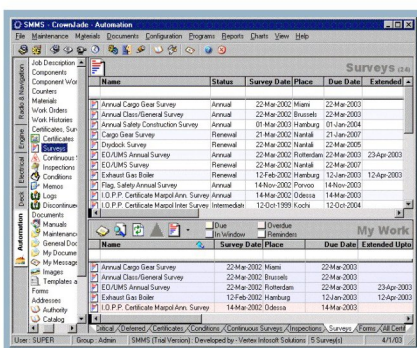 SMMS - CrownJade - Automation
File Maintenance Materials Documents Configuration Programs Reports Charts View Help
Radio & Navigation
Engine
Electrical
Deck
Automation
Job Description
Components
Component Wor
Counters
Materials
Work Orders
Work Histories
Certificates, Sur
Certificates
Surveys
Continuous
Inspections
Conditions
Memos
Logs
Discontinue
Documents
Manuals
Maintenanc
General Doc
My Docume
My Message
Images
Templates a
Forms
Addresses
Authority
Catalog
Surveys (24)
Name Status Survey Date Place Due Date Extended
Annual Cargo Gear Survey Annual 22-Mar-2002 Miami 22-Mar-2003
Annual Class/General Survey Annual 22-Mar-2002 Brussels 22-Mar-2003
Annual Safety Construction Survey Annual 01-Mar-2003 Hamburg 01-Mar-2004
Cargo Gear Survey Renewal 21-Mar-2002 Nantali 21-Jan-2007
Drydock Survey Renewal 22-Mar-2002 Nantali 22-Mar-2005
EO/UMS Annual Survey Renewal 22-Mar-2002 Rotterdam 22-Mar-2003 23-Apr-2003
EO/UMS Survey Renewal 22-Mar-2002 Nantali 22-Mar-2007
Exhaust Gas Boiler Renewal 12-Feb-2002 Hamburg 12-Jan-2003 12-Apr-2003
Flag, Safety Annual Survey Annual 14-Nov-2002 Porvoo 14-Nov-2003
I.O.P.P. Certificate Marpol Ann. Survey Annual 14-Mar-2002 Odessa 14-Mar-2003
I.O.P.P. Certificate Marpol Inter Survey Intermediate 12-Oct-1999 Kochi 12-Oct-2004
Due Overdue
In Window Reminders
My Work
Name Survey Date Place Due Date Extended Upto
Annual Cargo Gear Survey 22-Mar-2002 Miami 22-Mar-2003
Annual Class/General Survey 22-Mar-2002 Brussels 22-Mar-2003
EO/UMS Annual Survey 22-Mar-2002 Rotterdam 22-Mar-2003 23-Apr-2003
Exhaust Gas Boiler 12-Feb-2002 Hamburg 12-Jan-2003 12-Apr-2003
I.O.P.P. Certificate Marpol Ann. Survey 14-Mar-2002 Odessa 14-Mar-2003
Critical Deferred Certificates Conditions Continuous Surveys Inspections Surveys Forms All Certif
User: SUPER Group: Admin SMMS (Trial Version): Developed by - Vertex Infosoft Solutions 5 Survey(s) 4/1/03